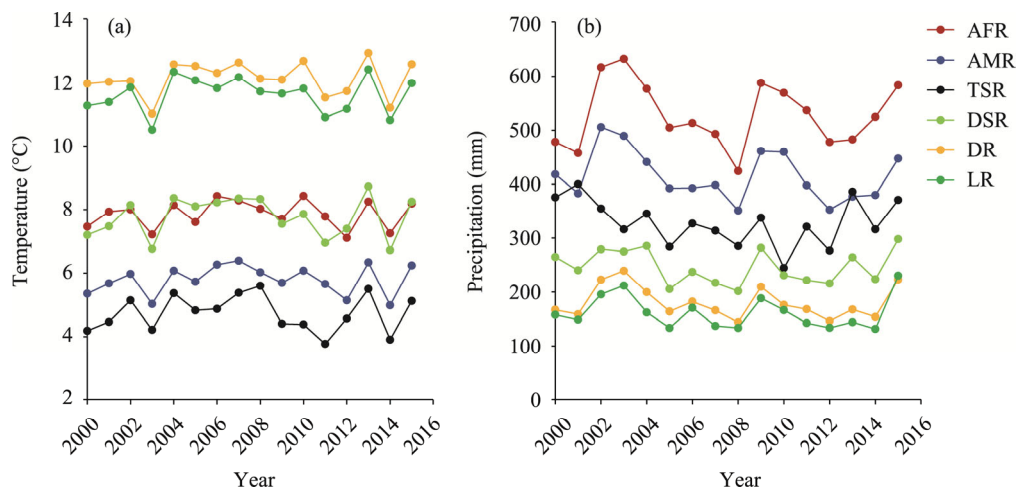 (a)
Temperature (°C)
14
12
10
8
6
4
2
2000
2002
2004
2006
2008
2010
2012
2014
2016
Year
(b)
Precipitation (mm)
700
600
500
400
300
200
100
0
2000
2002
2004
2006
2008
2010
2012
2014
2016
Year
AFR
AMR
TSR
DSR
DR
LR